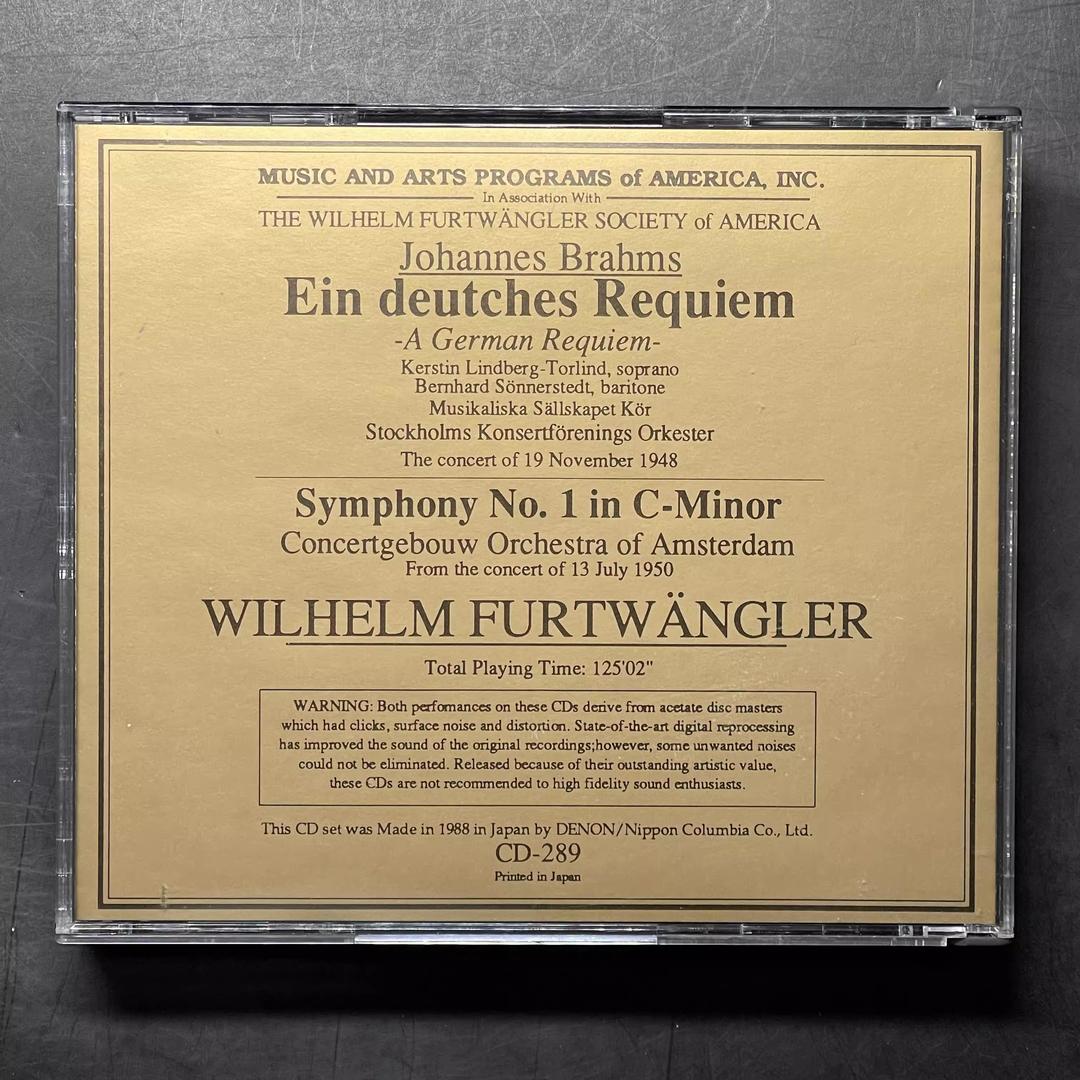 MUSIC AND ARTS PROGRAMS of AMERICA, INC.
In Association With
THE WILHELM FURTWÄNGLER SOCIETY of AMERICA
Johannes Brahms
Ein deutches Requiem
-A German Requiem-
Kerstin Lindberg-Torlind, soprano
Bernhard Sönnerstedt, baritone
Musikaliska Sällskapet Kör
Stockholms Konsertförenings Orkester
The concert of 19 November 1948
Symphony No. 1 in C-Minor
Concertgebouw Orchestra of Amsterdam
From the concert of 13 July 1950
WILHELM FURTWÄNGLER
Total Playing Time: 125'02"
WARNING: Both perfomances on these CDs derive from acetate disc masters
which had clicks, surface noise and distortion. State-of-the-art digital reprocessing
has improved the sound of the original recordings;however, some unwanted noises
could not be eliminated. Released because of their outstanding artistic value,
these CDs are not recommended to high fidelity sound enthusiasts.
This CD set was Made in 1988 in Japan by DENON/Nippon Columbia Co., Ltd.
CD-289
Printed in Japan